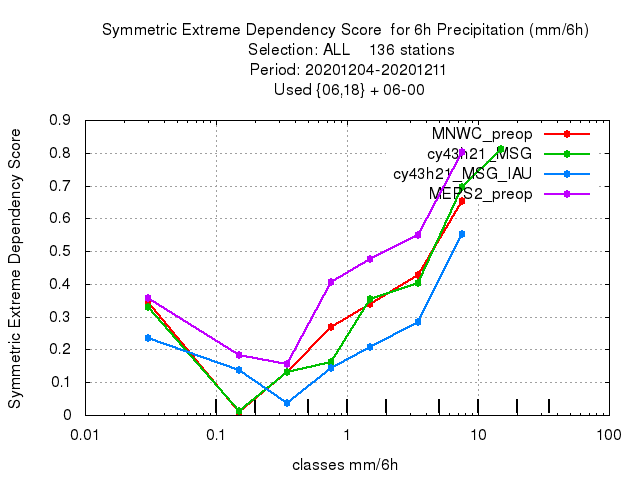 Symmetric Extreme Dependency Score  for 6h Precipitation (mm/6h)
Selection: ALL    136 stations
Period: 20201204-20201211
Used {06,18} + 06-00
Symmetric Extreme Dependency Score
0.9
0.8
0.7
0.6
0.5
0.4
0.3
0.2
0.1
0
MNWC_preop
cy43h21_MSG
cy43h21_MSG_IAU
MEPS2_preop
0.01 0.1 1 10 100
classes mm/6h